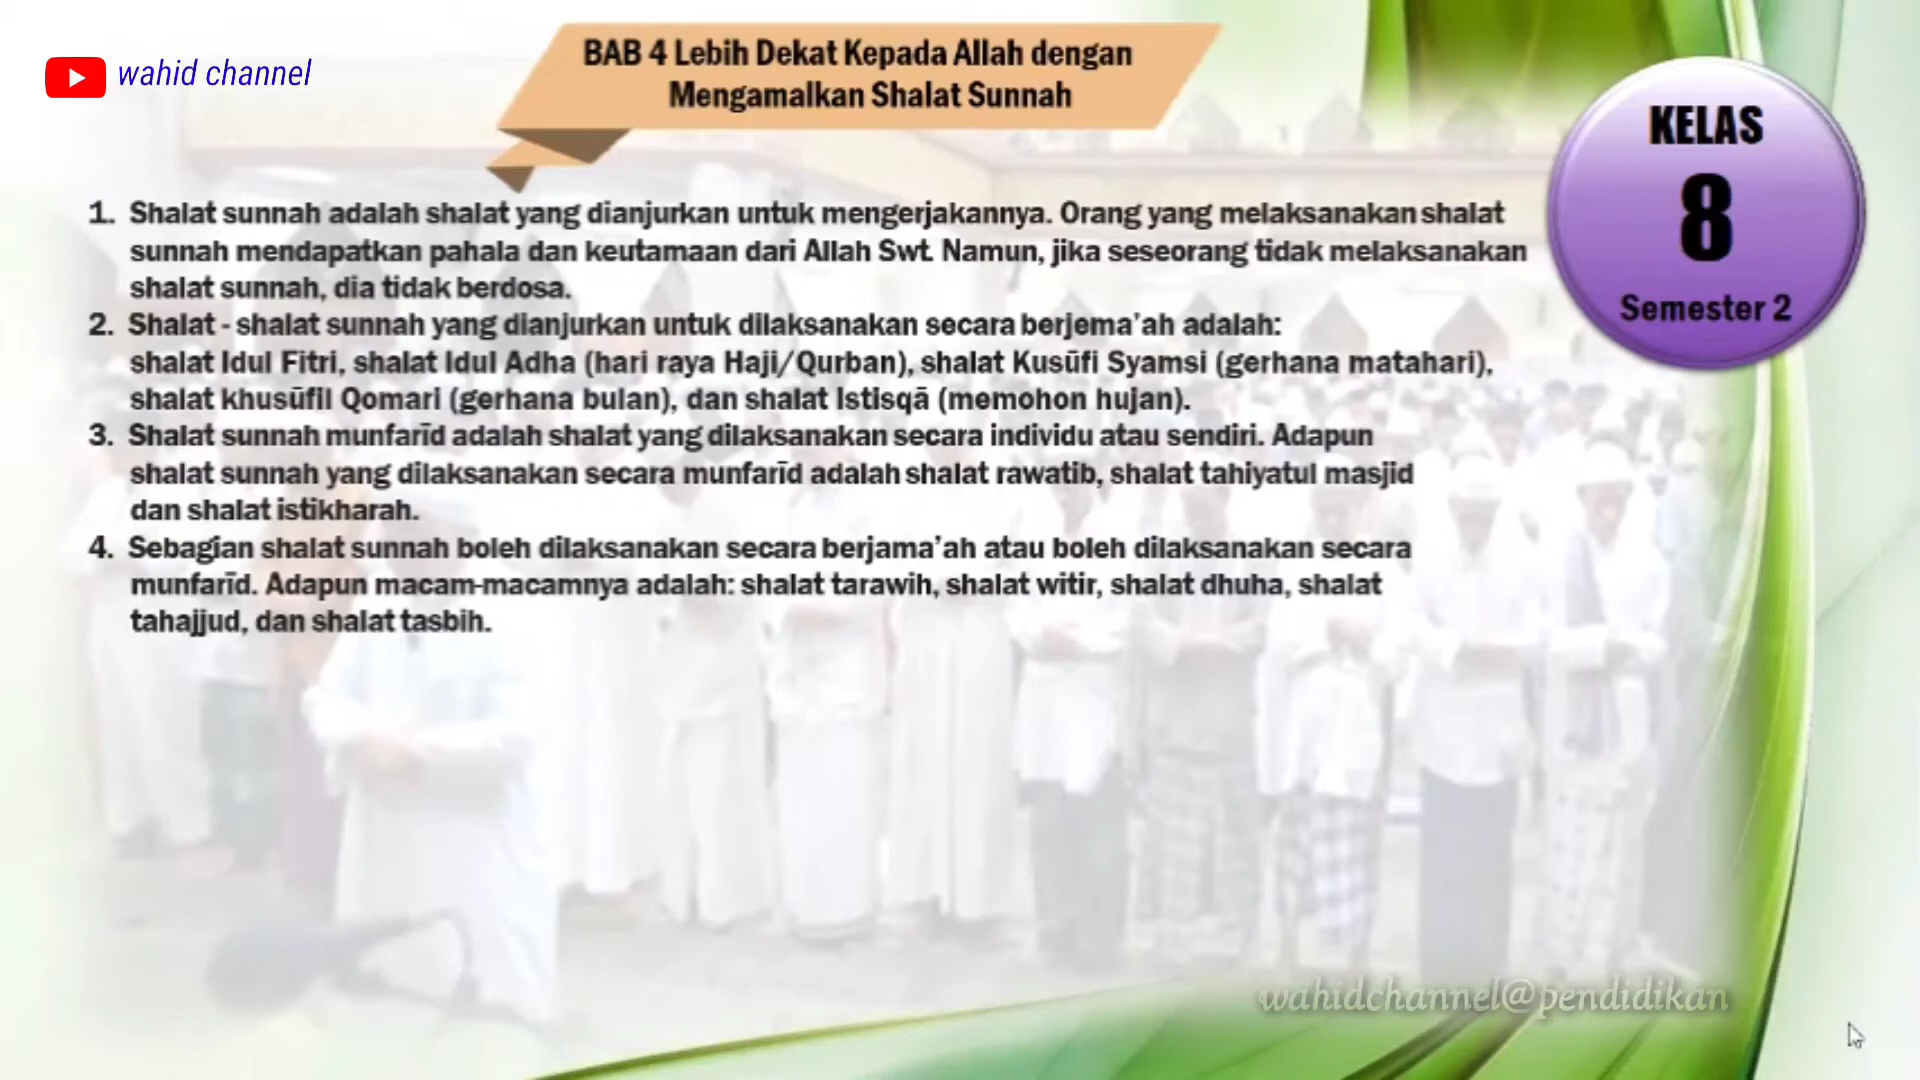 wahid channel
BAB 4 Lebih Dekat Kepada Allah dengan
Mengamalkan Shalat Sunnah
KELAS
8
Semester 2
1. Shalat sunnah adalah shalat yang dianjurkan untuk mengerjakannya. Orang yang melaksanakan shalat
sunnah mendapatkan pahala dan keutamaan dari Allah Swt. Namun, jika seseorang tidak melaksanakan
shalat sunnah, dia tidak berdosa.
2. Shalat - shalat sunnah yang dianjurkan untuk dilaksanakan secara berjema'ah adalah:
shalat Idul Fitri, shalat Idul Adha (hari raya Haji/Qurban), shalat Kusūfi Syamsi (gerhana matahari),
shalat khusūfil Qomari (gerhana bulan), dan shalat Istisqā (memohon hujan).
3. Shalat sunnah munfarīd adalah shalat yang dilaksanakan secara individu atau sendiri. Adapun
shalat sunnah yang dilaksanakan secara munfarīd adalah shalat rawatib, shalat tahiyatul masjid
dan shalat istikharah.
4. Sebagian shalat sunnah boleh dilaksanakan secara berjama'ah atau boleh dilaksanakan secara
munfarīd. Adapun macam-macamnya adalah: shalat tarawih, shalat witir, shalat dhuha, shalat
tahajjud, dan shalat tasbih.
wahidchannel@pendidikan